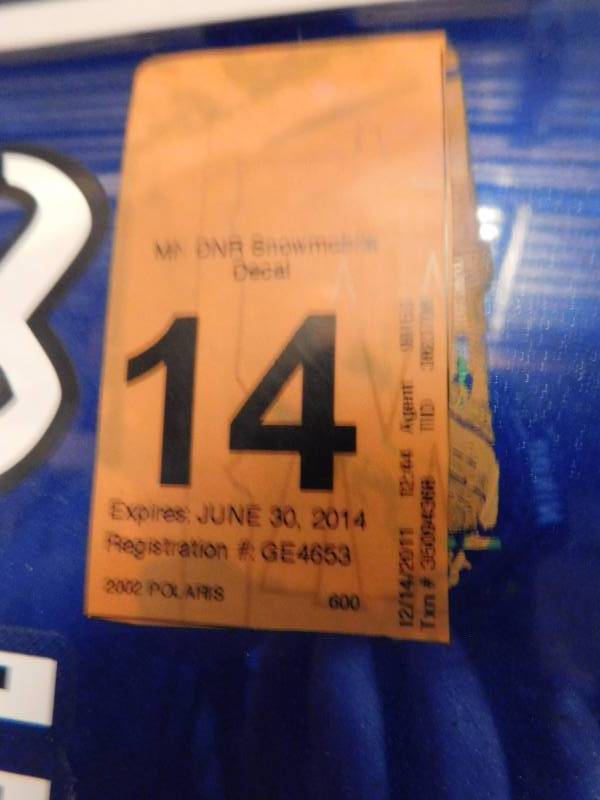 MN DNR Snowmobile
Decal
14
Expires: JUNE 30, 2014
Registration #: GE4653
2002 POLARIS 600
12/14/2011 12:44 Agent
Txn # TID